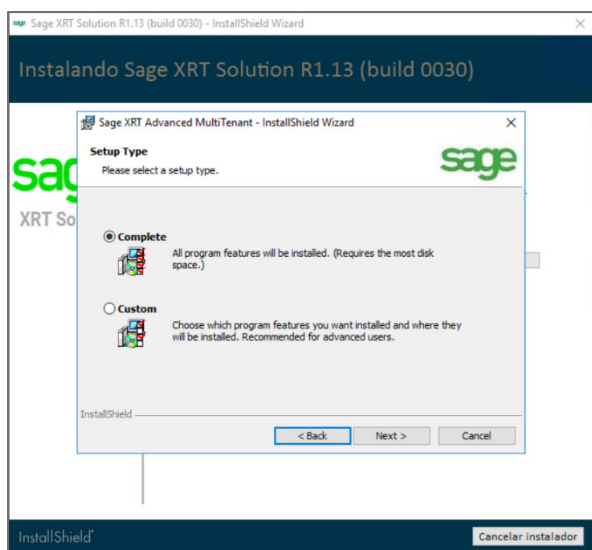 Sage XRT Solution R1.13 (build 0030) - InstallShield Wizard
Instalando Sage XRT Solution R1.13 (build 0030)
Sage XRT Advanced MultiTenant - InstallShield Wizard
Setup Type
Please select a setup type.
sage
sag
XRT So
Complete
All program features will be installed. (Requires the most disk
space.)
Custom
Choose which program features you want installed and where they
will be installed. Recommended for advanced users.
InstallShield
< Back
Next >
Cancel
InstallShield
Cancelar instalador